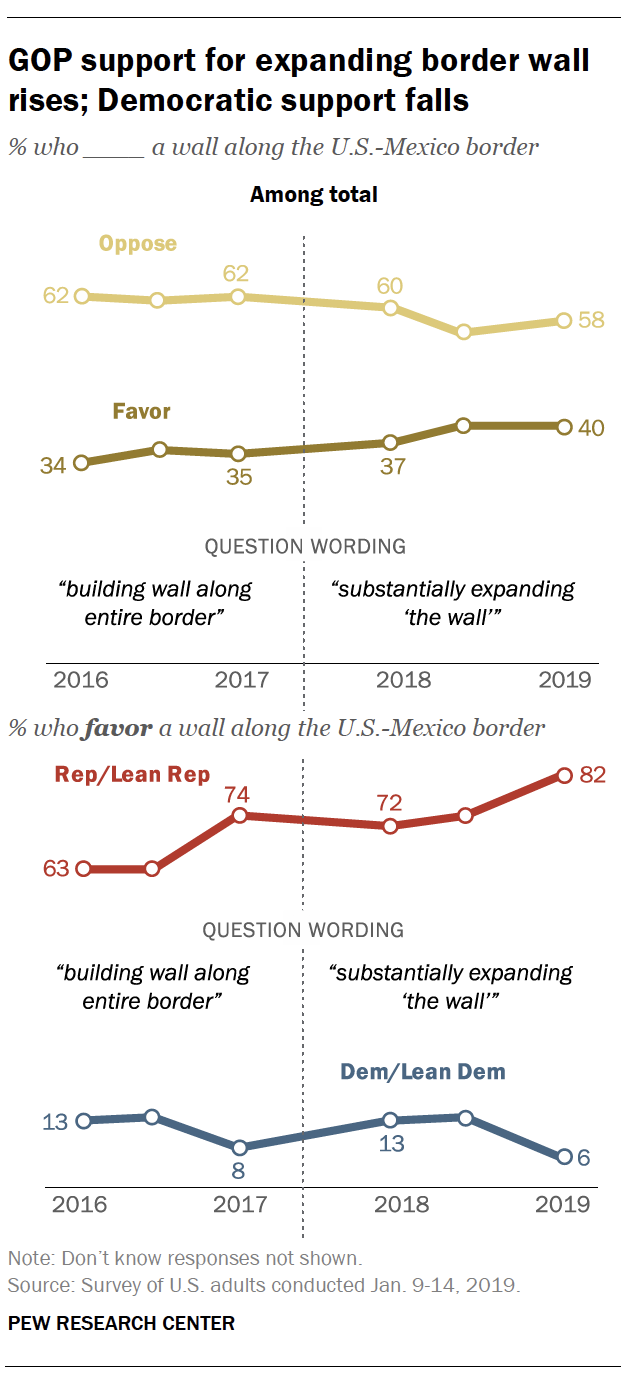 GOP support for expanding border wall
rises; Democratic support falls
% who _____ a wall along the U.S.-Mexico border
Among total
Oppose
62
62
60
58
Favor
34
35
37
40
QUESTION WORDING
“building wall along
entire border”
“substantially expanding
‘the wall’”
2016 2017 2018 2019
% who favor a wall along the U.S.-Mexico border
Rep/Lean Rep
63
74
72
82
QUESTION WORDING
“building wall along
entire border”
“substantially expanding
‘the wall’”
Dem/Lean Dem
13
8
13
6
2016 2017 2018 2019
Note: Don’t know responses not shown.
Source: Survey of U.S. adults conducted Jan. 9-14, 2019.
PEW RESEARCH CENTER